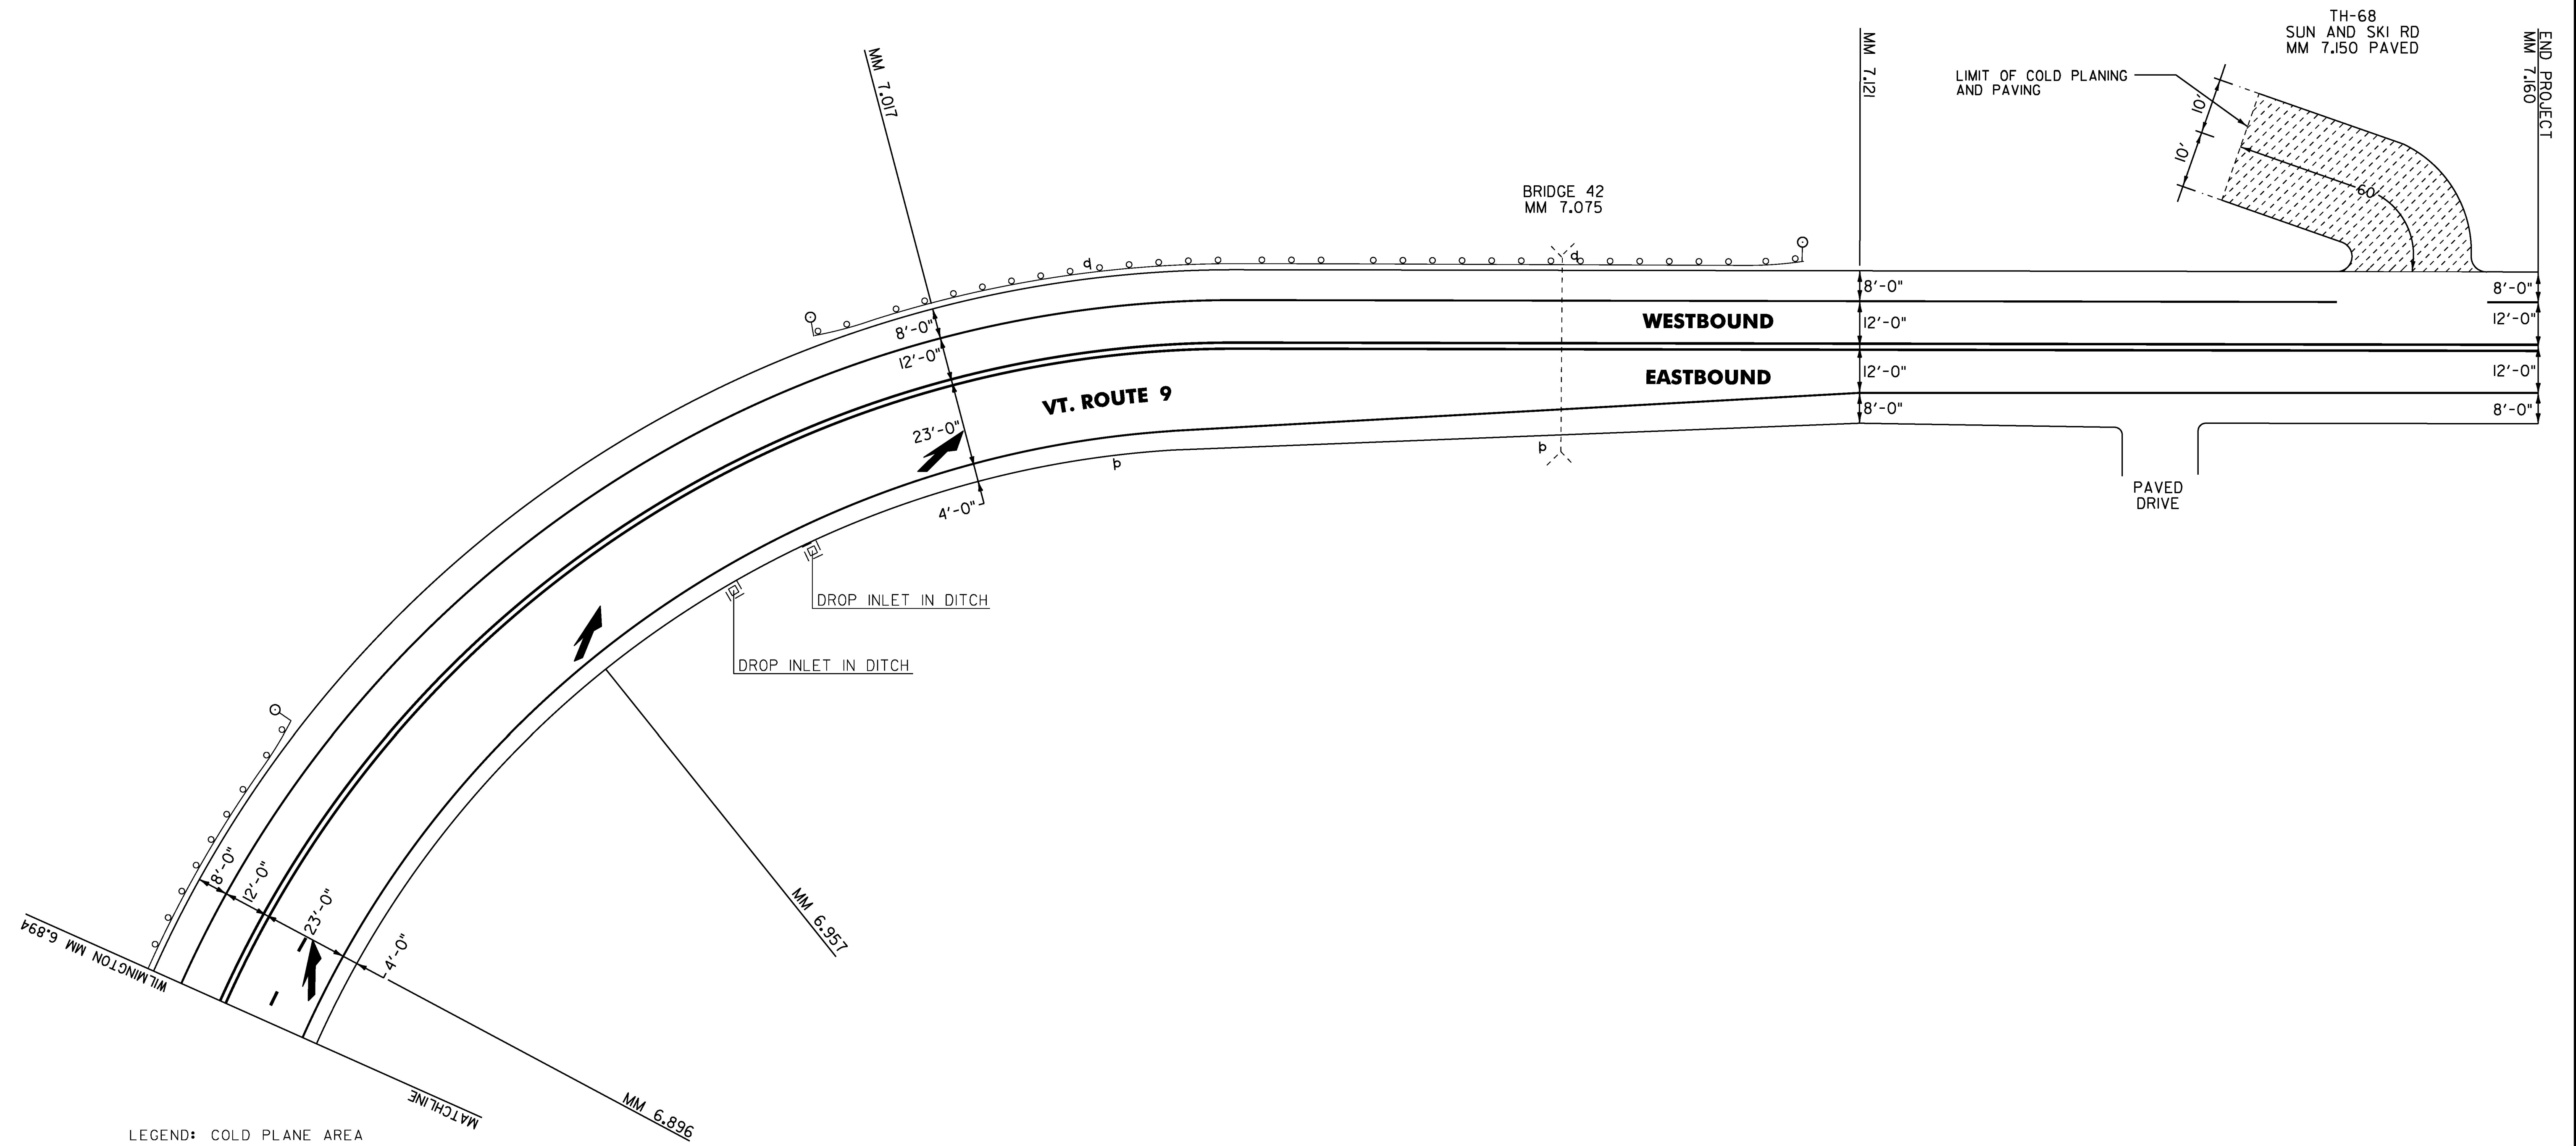 TH-68
SUN AND SKI RD
MM 7.150 PAVED
END PROJECT
MM 7.160
MM 7.121
MM 7.017
LIMIT OF COLD PLANING
AND PAVING
10'
10'
60'
BRIDGE 42
MM 7.075
d
d
8'-0"
12'-0"
12'-0"
8'-0"
8'-0"
12'-0"
12'-0"
8'-0"
WESTBOUND
EASTBOUND
VT. ROUTE 9
8'-0"
12'-0"
23'-0"
4'-0"
p
p
PAVED
DRIVE
DROP INLET IN DITCH
DROP INLET IN DITCH
MM 6.957
8'-0"
12'-0"
23'-0"
4'-0"
WILMINGTON MM 6.894
MM 6.896
MATCHLINE
LEGEND: COLD PLANE AREA